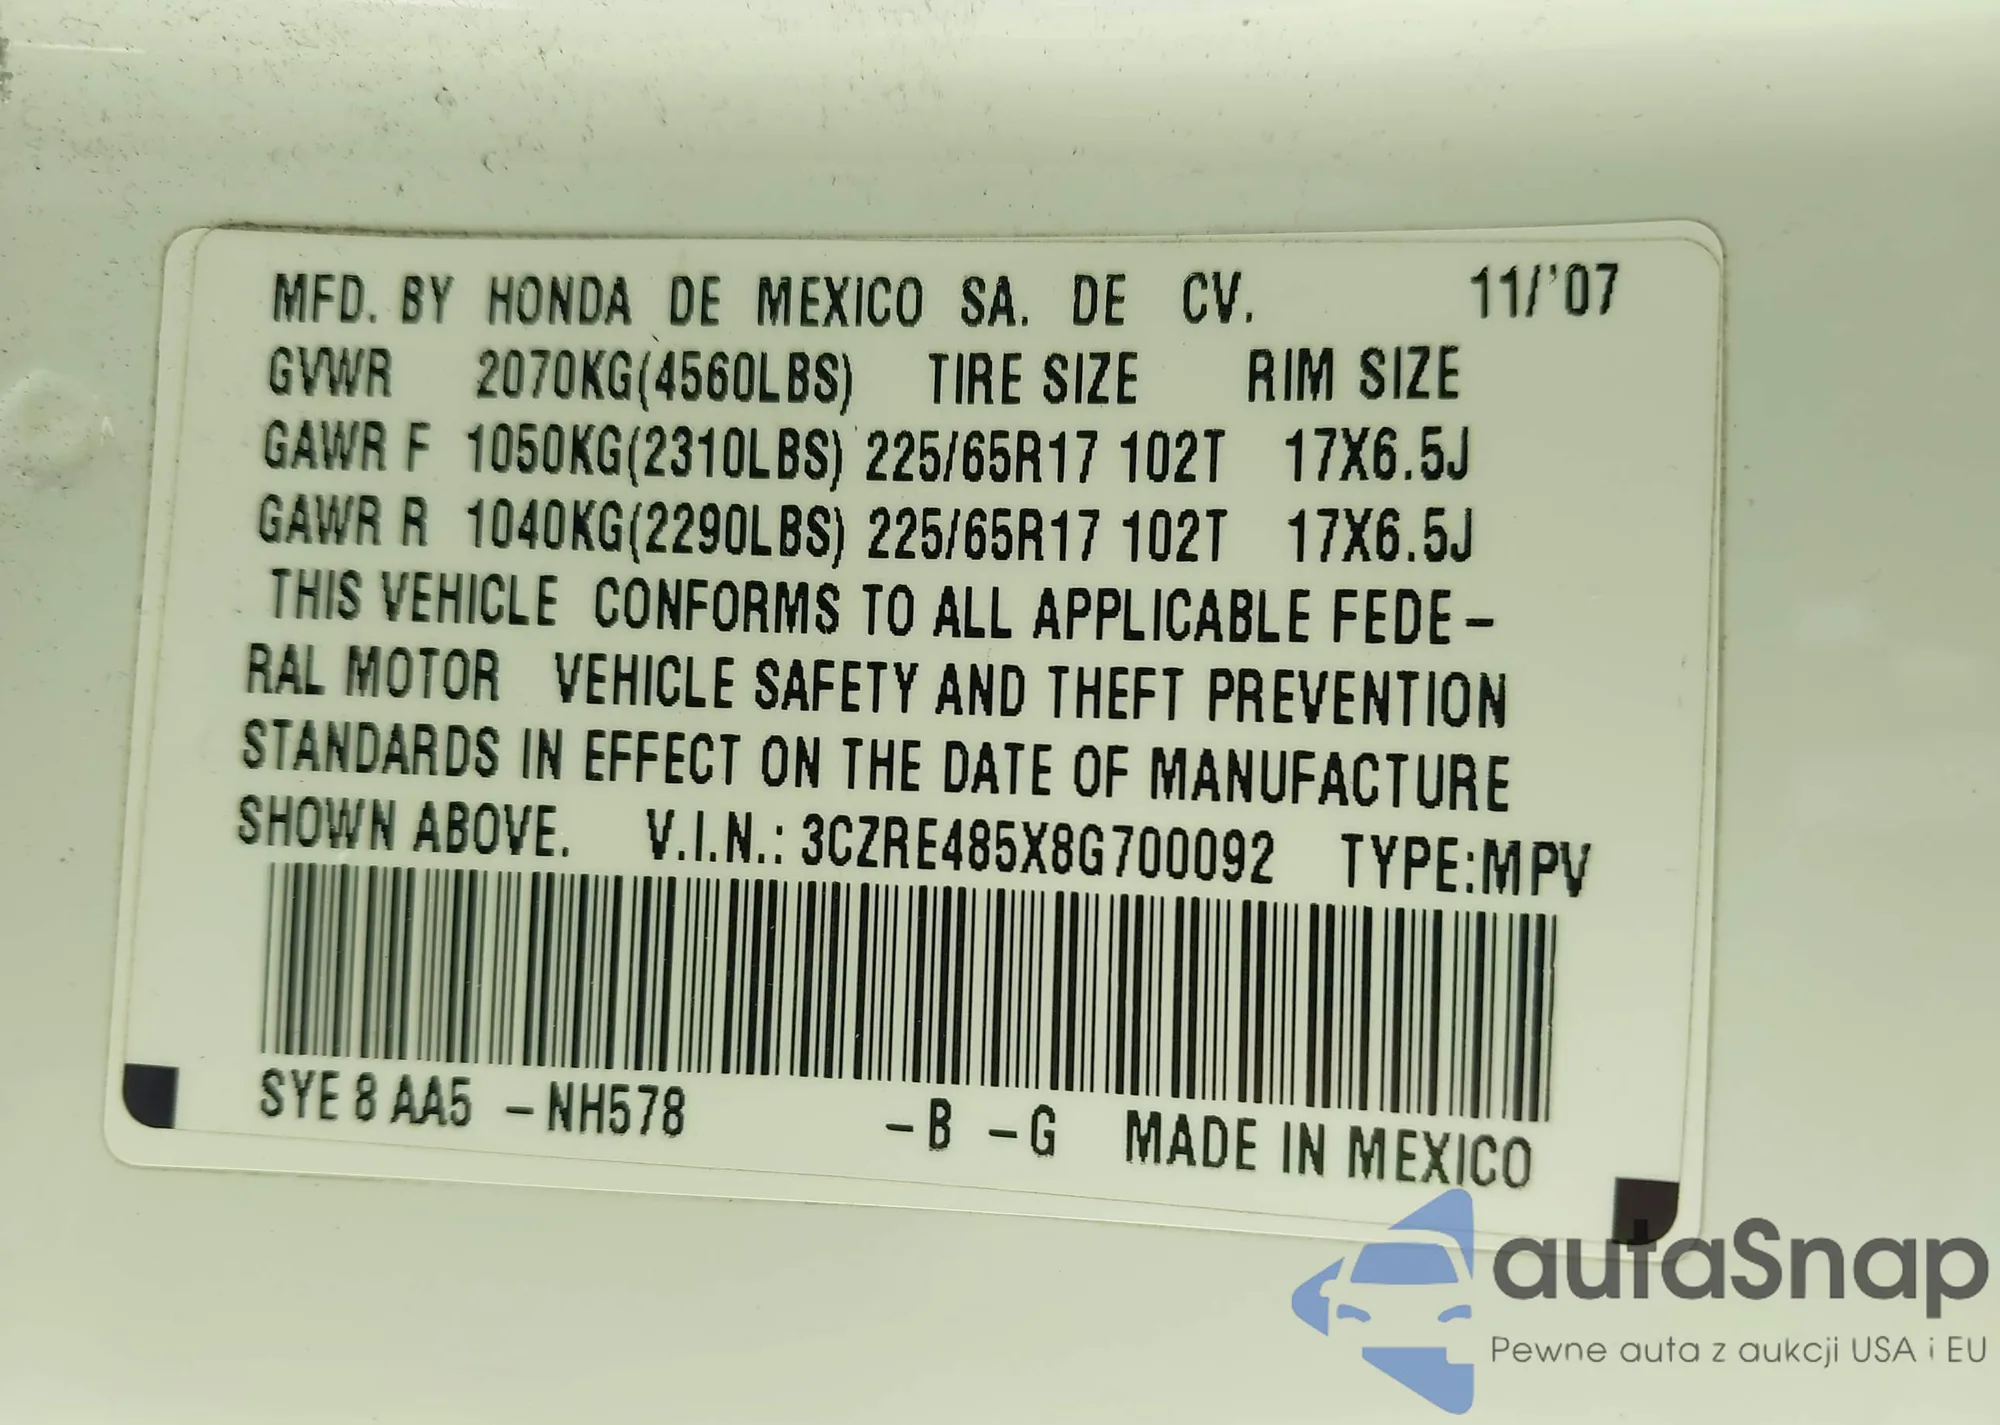 MFD. BY HONDA DE MEXICO SA. DE CV. 11/'07
GVWR 2070KG(4560LBS) TIRE SIZE RIM SIZE
GAWR F 1050KG(2310LBS) 225/65R17 102T 17X6.5J
GAWR R 1040KG(2290LBS) 225/65R17 102T 17X6.5J
THIS VEHICLE CONFORMS TO ALL APPLICABLE FEDE-
RAL MOTOR VEHICLE SAFETY AND THEFT PREVENTION
STANDARDS IN EFFECT ON THE DATE OF MANUFACTURE
SHOWN ABOVE. V.I.N.: 3CZRE485X8G700092 TYPE:MPV
SYE 8 AA5 -NH578 -B -G MADE IN MEXICO
autaSnap
Pewne auta z aukcji USA i EU